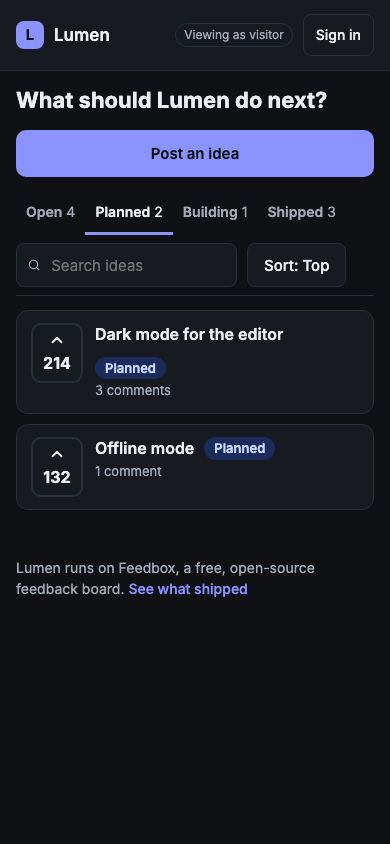 L Lumen Viewing as visitor Sign in
What should Lumen do next?
Post an idea
Open 4 Planned 2 Building 1 Shipped 3
Search ideas Sort: Top
214
Dark mode for the editor
Planned
3 comments
132
Offline mode Planned
1 comment
Lumen runs on Feedbox, a free, open-source
feedback board. See what shipped